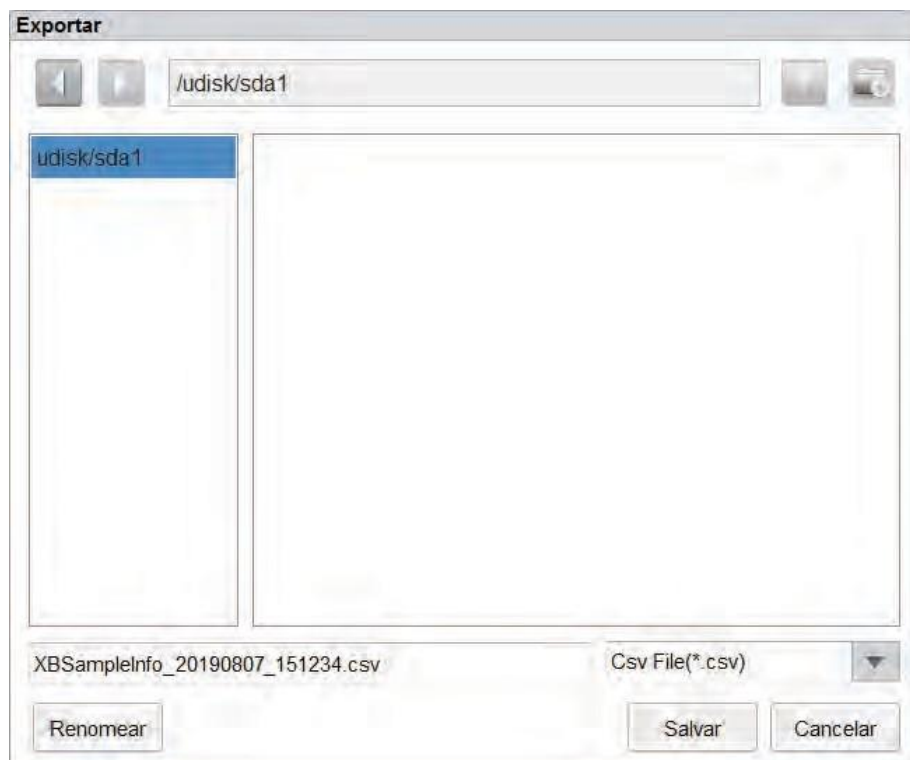 Exportar
/udisk/sda1
udisk/sda1
XBSampleInfo_20190807_151234.csv
Csv File(*.csv)
Renomear
Salvar
Cancelar